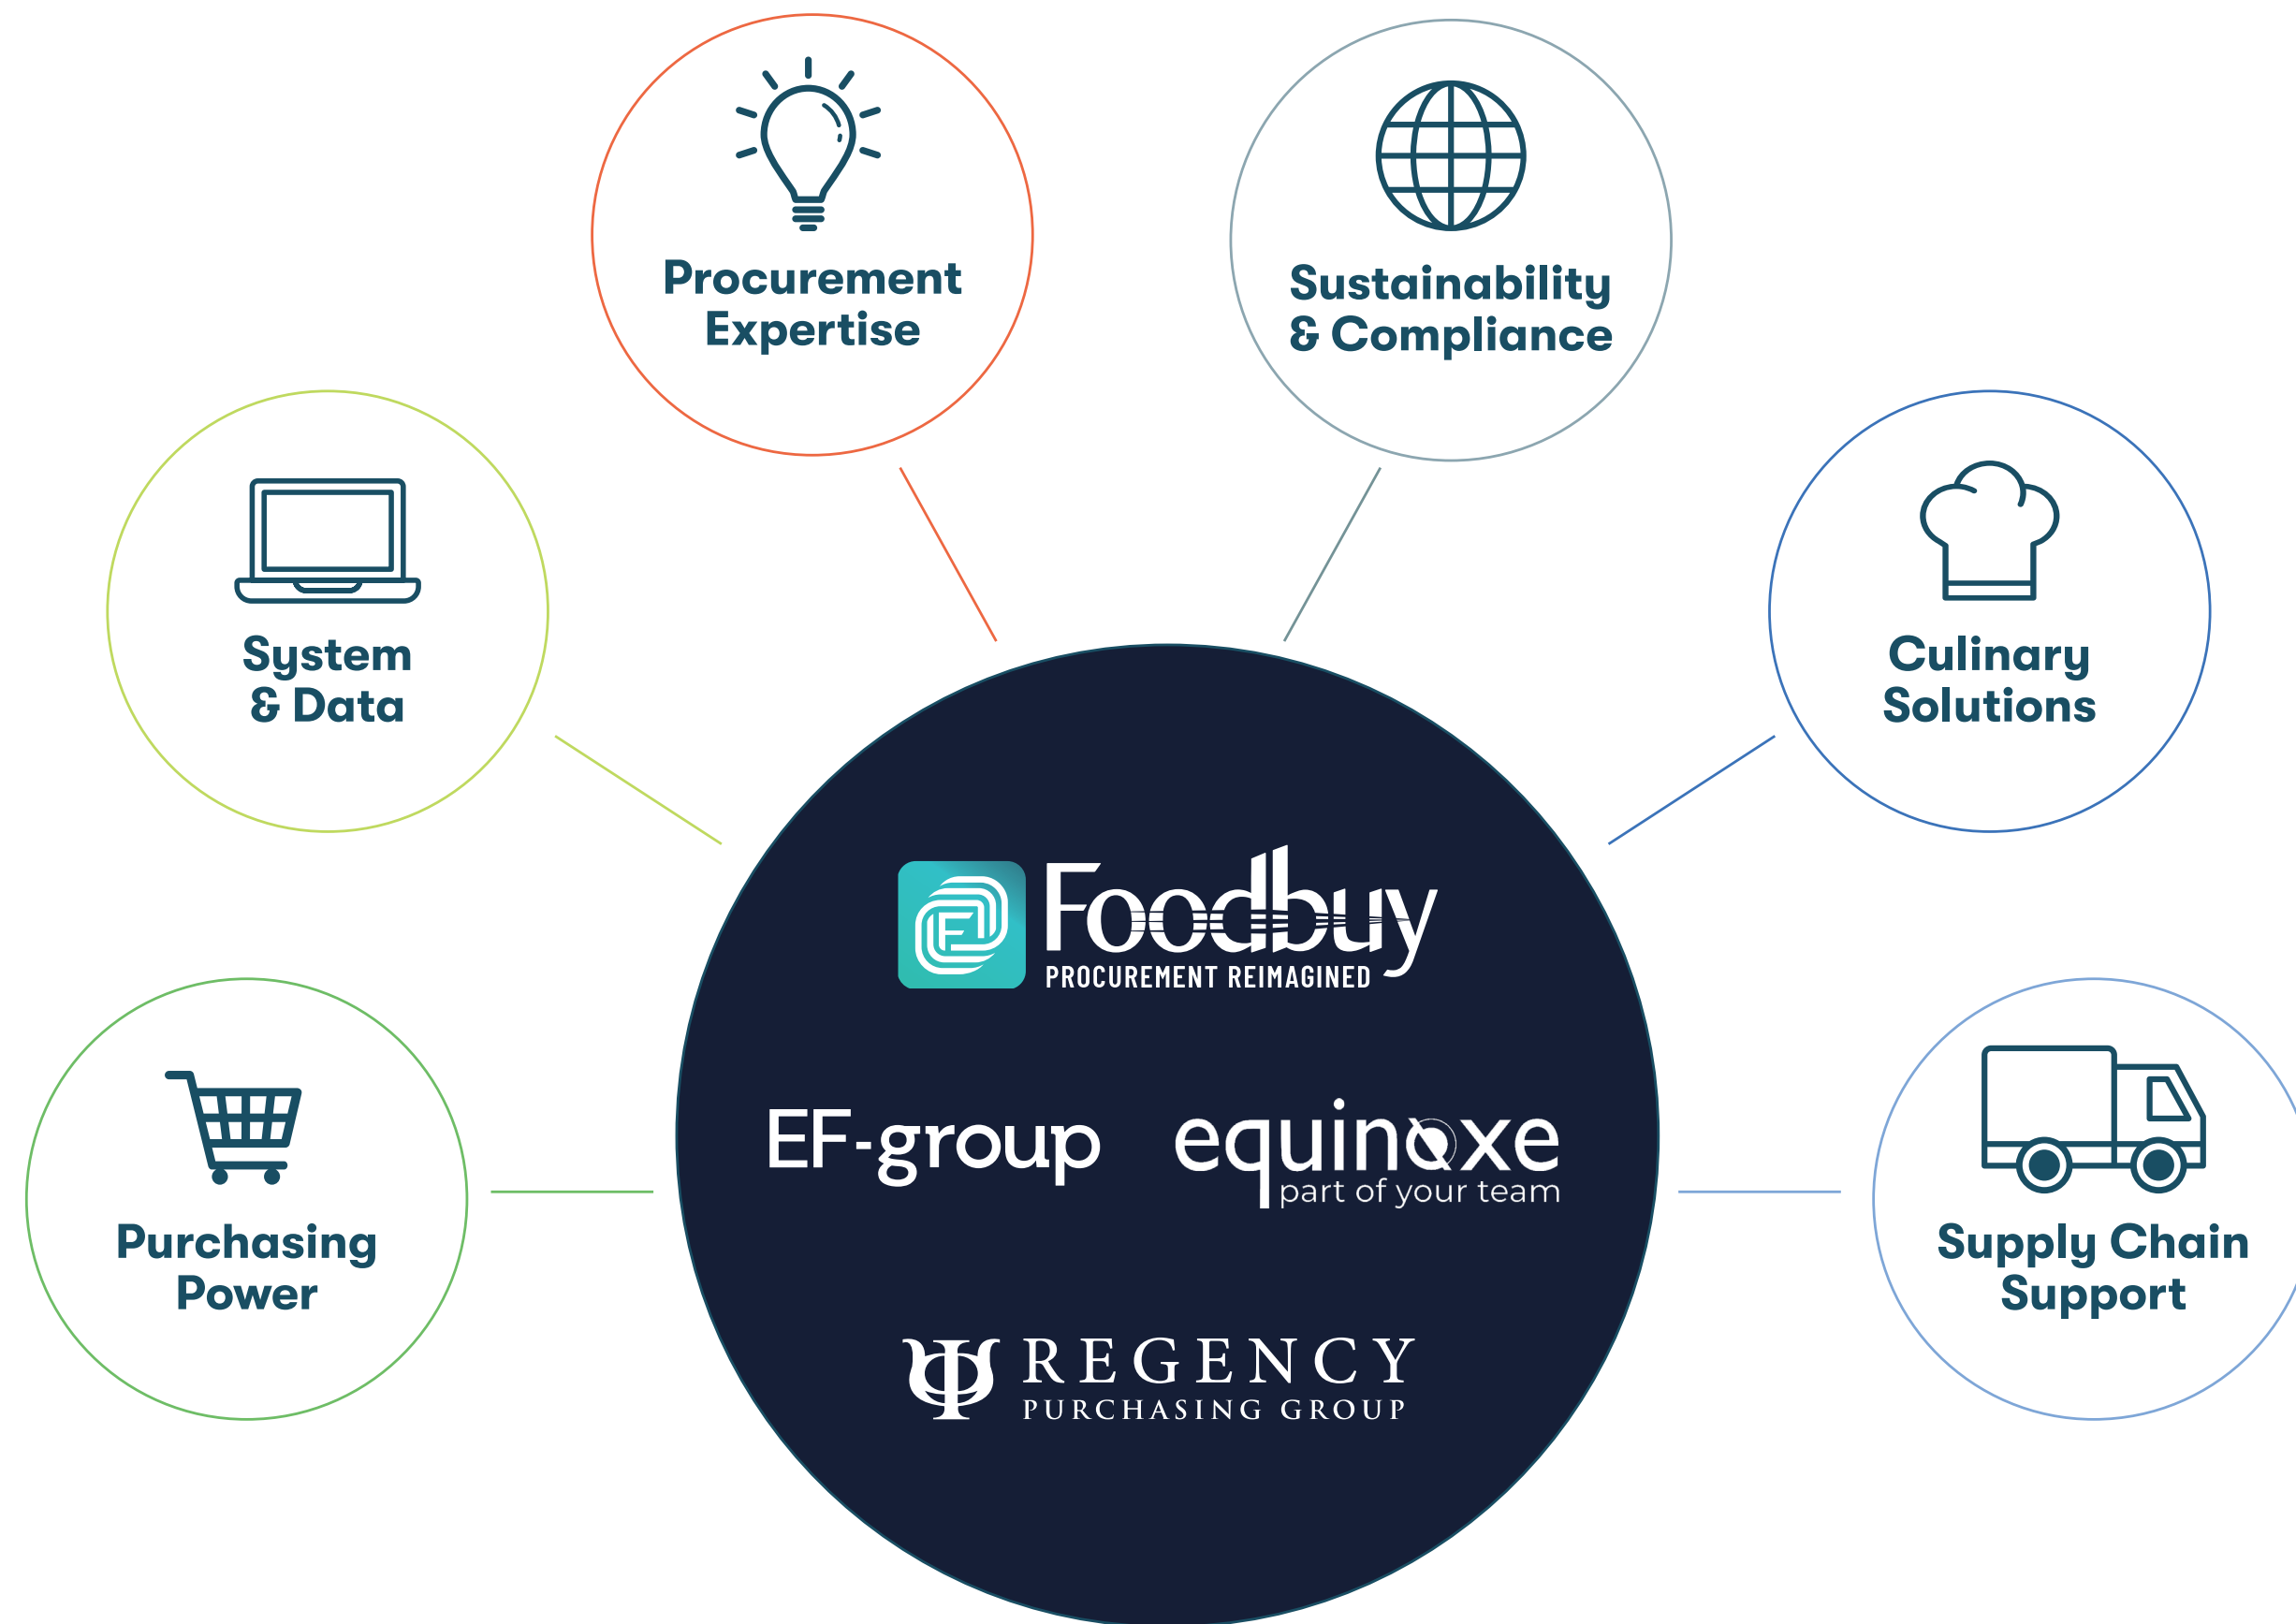 Procurement
Expertise
Sustainability
& Compliance
System
& Data
Culinary
Solutions
Purchasing
Power
Supply Chain
Support
Foodbuy
PROCUREMENT REIMAGINED
EF-group
equinoxe
part of your team
REGENCY
PURCHASING GROUP